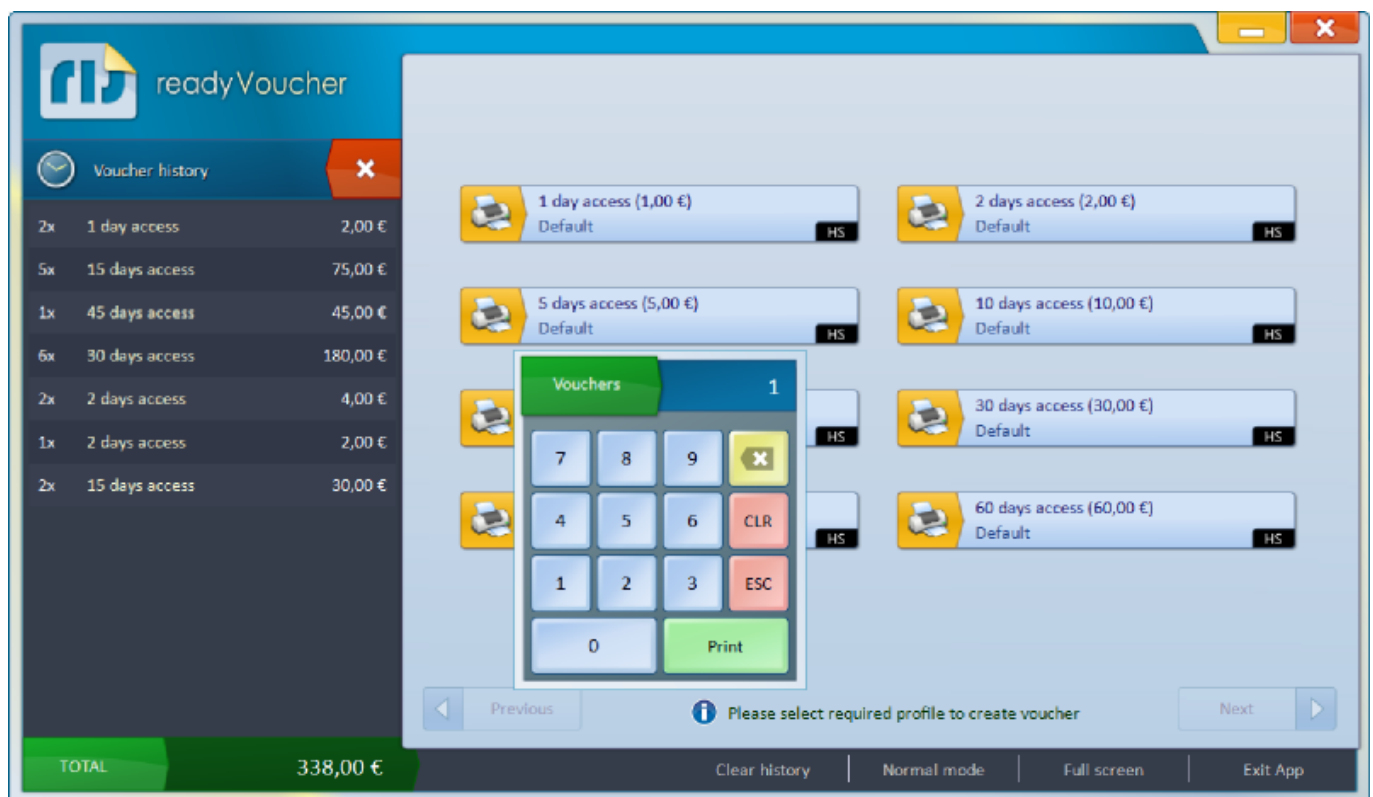 readyVoucher
Voucher history
2x 1 day access 2,00 €
5x 15 days access 75,00 €
1x 45 days access 45,00 €
6x 30 days access 180,00 €
2x 2 days access 4,00 €
1x 2 days access 2,00 €
2x 15 days access 30,00 €
TOTAL 338,00 €
1 day access (1,00 €)
Default
HS
2 days access (2,00 €)
Default
HS
5 days access (5,00 €)
Default
HS
10 days access (10,00 €)
Default
HS
HS
30 days access (30,00 €)
Default
HS
HS
60 days access (60,00 €)
Default
HS
Vouchers 1
7 8 9
4 5 6 CLR
1 2 3 ESC
0 Print
Previous
Please select required profile to create voucher
Next
Clear history Normal mode Full screen Exit App